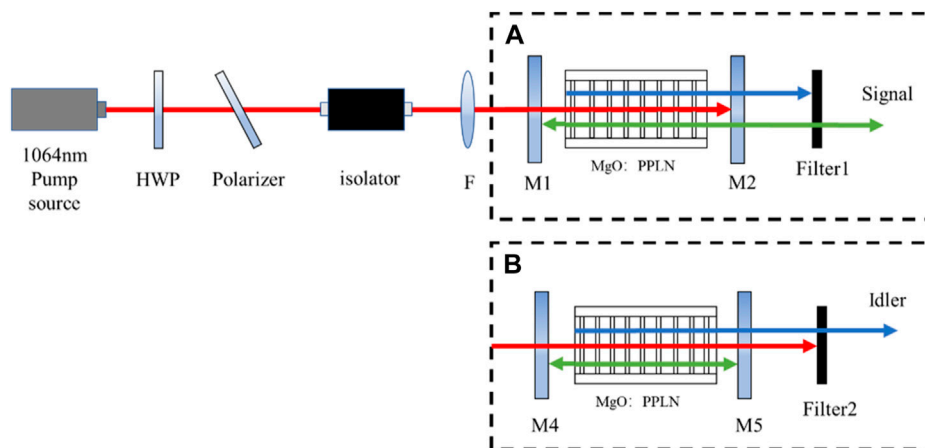 A
Signal
1064nm
Pump
source
HWP
Polarizer
isolator
F
M1
MgO: PPLN
M2
Filter1
B
Idler
M4
MgO: PPLN
M5
Filter2